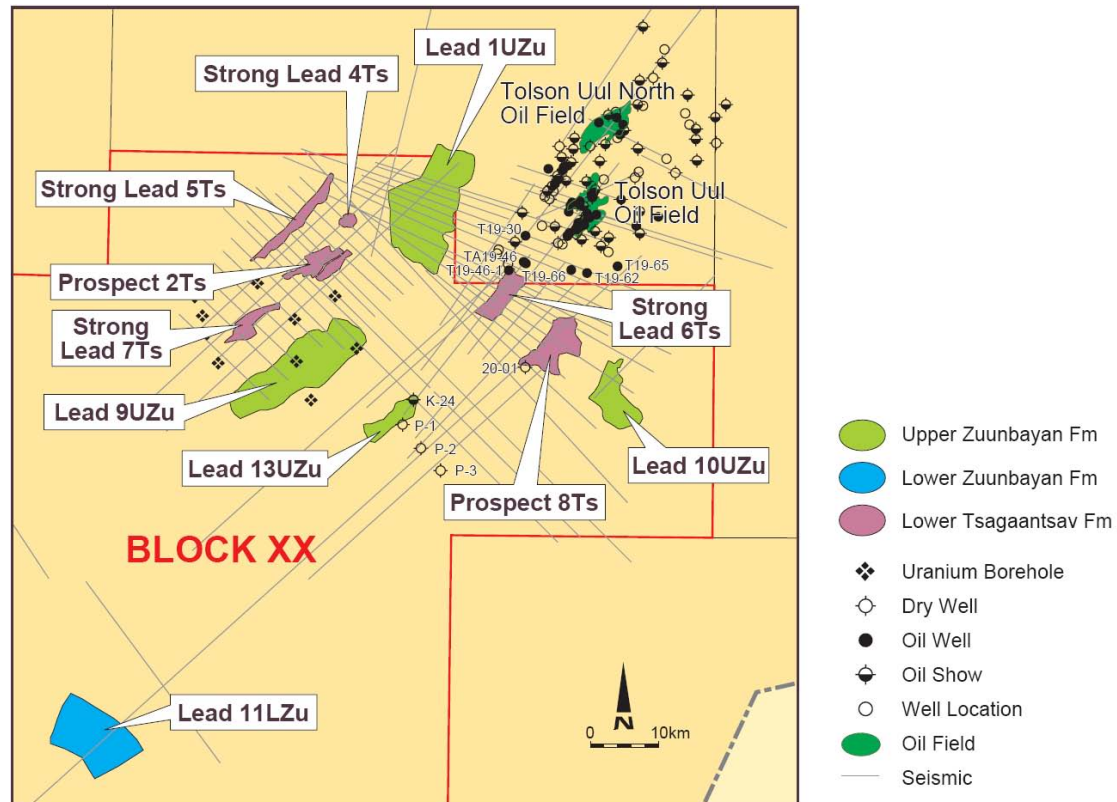 Lead 1UZu
Strong Lead 4Ts
Tolson Uul North
Oil Field
Strong Lead 5Ts
Tolson Uul
Oil Field
T19-30
TA19-46
T19-46-1
T19-66
T19-62
T19-65
Prospect 2Ts
Strong
Lead 6Ts
Strong
Lead 7Ts
20-01
Lead 9UZu
K-24
P-1
P-2
P-3
Lead 13UZu
Lead 10UZu
Prospect 8Ts
BLOCK XX
Lead 11LZu
N
0
10km
Upper Zuunbayan Fm
Lower Zuunbayan Fm
Lower Tsagaantsav Fm
Uranium Borehole
Dry Well
Oil Well
Oil Show
Well Location
Oil Field
Seismic